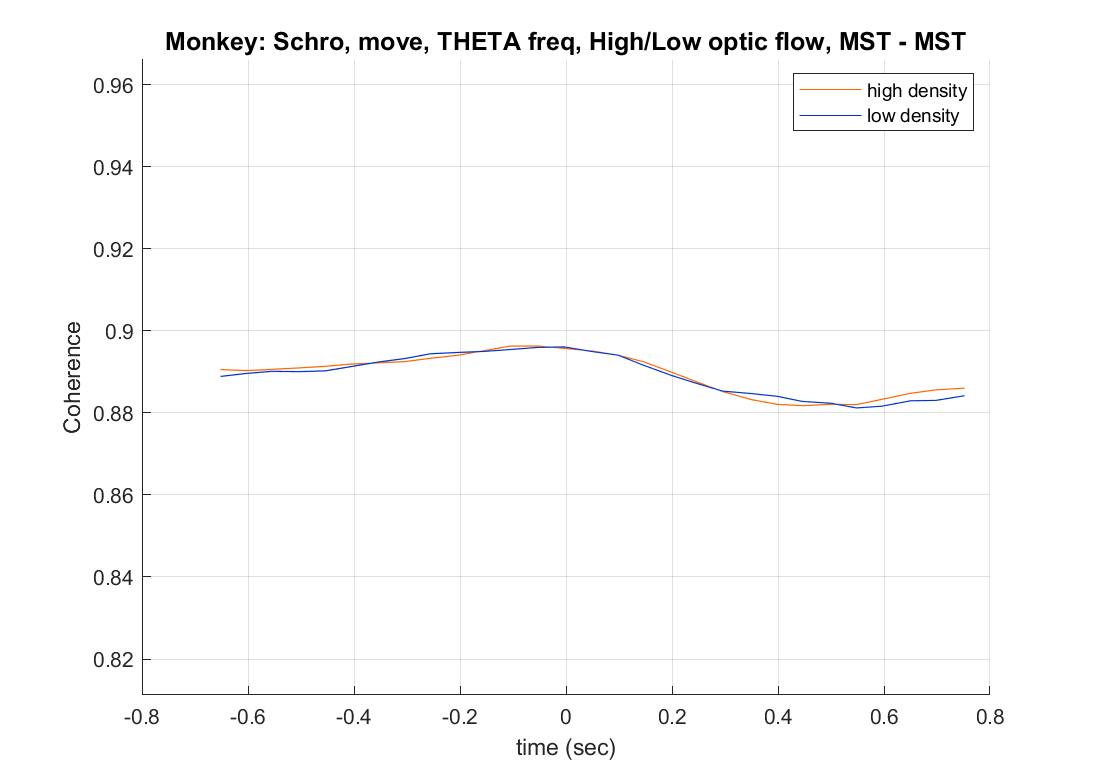 Monkey: Schro, move, THETA freq, High/Low optic flow, MST - MST
high density
low density
0.96
0.94
0.92
0.9
0.88
0.86
0.84
0.82
Coherence
-0.8 -0.6 -0.4 -0.2 0 0.2 0.4 0.6 0.8
time (sec)